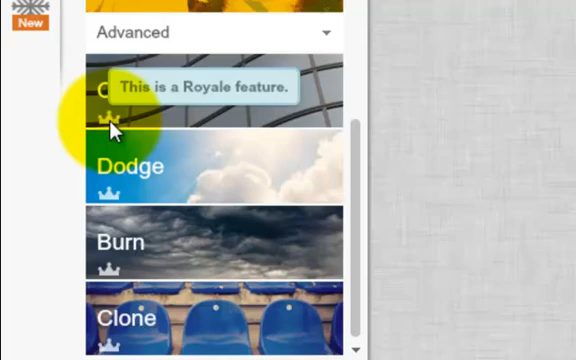 New
Advanced
This is a Royale feature.
Dodge
Burn
Clone